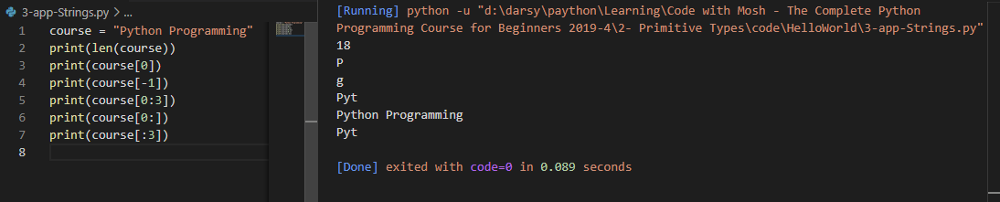 3-app-Strings.py > ...
1 course = "Python Programming"
2 print(len(course))
3 print(course[0])
4 print(course[-1])
5 print(course[0:3])
6 print(course[0:])
7 print(course[:3])
8
[Running] python -u "d:\darsy\paython\Learning\Code with Mosh - The Complete Python
Programming Course for Beginners 2019-4\2- Primitive Types\code\HelloWorld\3-app-Strings.py"
18
P
g
Pyt
Python Programming
Pyt
[Done] exited with code=0 in 0.089 seconds